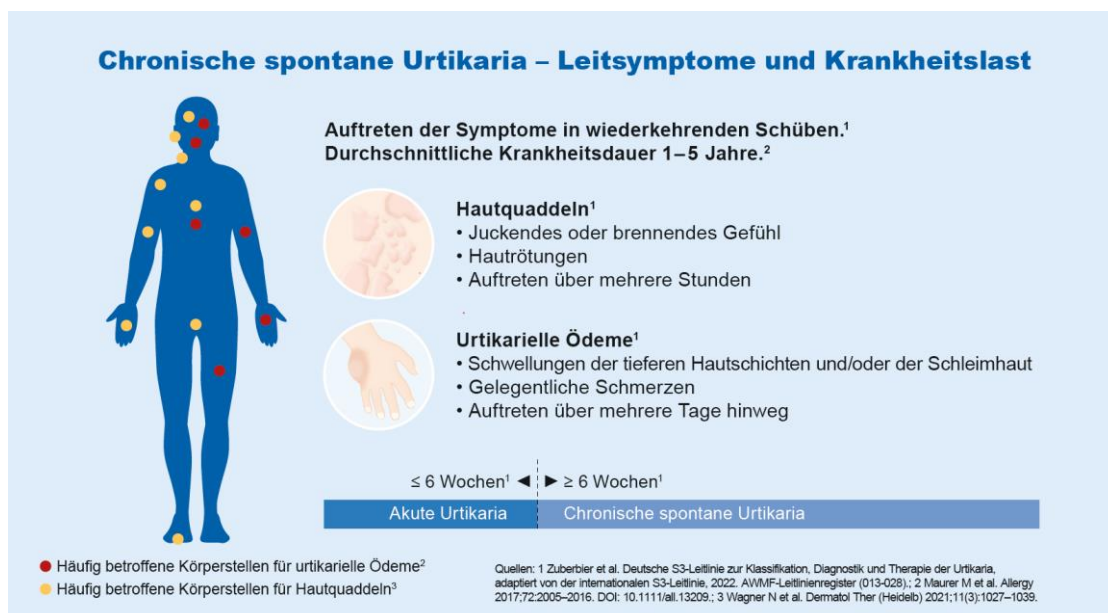 Chronische spontane Urtikaria – Leitsymptome und Krankheitslast
Auftreten der Symptome in wiederkehrenden Schüben.¹
Durchschnittliche Krankheitsdauer 1–5 Jahre.²
Hautquaddeln¹
• Juckendes oder brennendes Gefühl
• Hautrötungen
• Auftreten über mehrere Stunden
Urtikarielle Ödeme¹
• Schwellungen der tieferen Hautschichten und/oder der Schleimhaut
• Gelegentliche Schmerzen
• Auftreten über mehrere Tage hinweg
≤ 6 Wochen¹ ◄ ► ≥ 6 Wochen¹
Akute Urtikaria Chronische spontane Urtikaria
Häufig betroffene Körperstellen für urtikarielle Ödeme²
Häufig betroffene Körperstellen für Hautquaddeln³
Quellen: 1 Zuberbier et al. Deutsche S3-Leitlinie zur Klassifikation, Diagnostik und Therapie der Urtikaria,
adaptiert von der internationalen S3-Leitlinie, 2022. AWMF-Leitlinienregister (013-028).; 2 Maurer M et al. Allergy
2017;72:2005–2016. DOI: 10.1111/all.13209.; 3 Wagner N et al. Dermatol Ther (Heidelb) 2021;11(3):1027–1039.